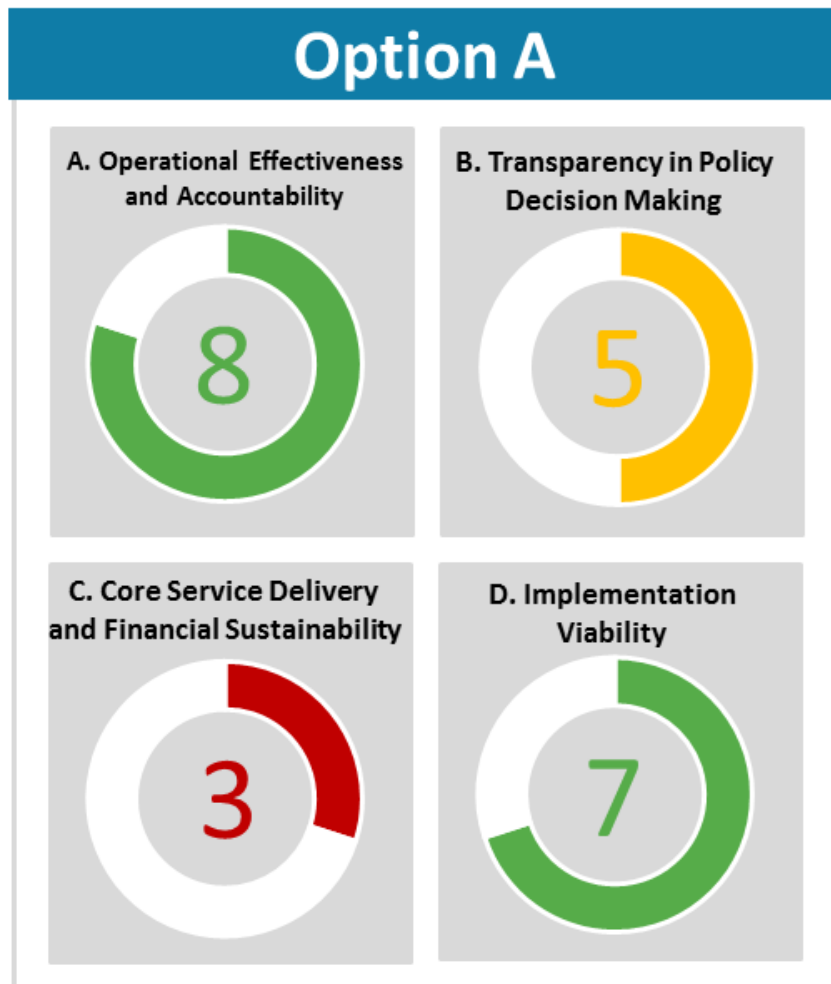 Option A
A. Operational Effectiveness
and Accountability
8
B. Transparency in Policy
Decision Making
5
C. Core Service Delivery
and Financial Sustainability
3
D. Implementation
Viability
7